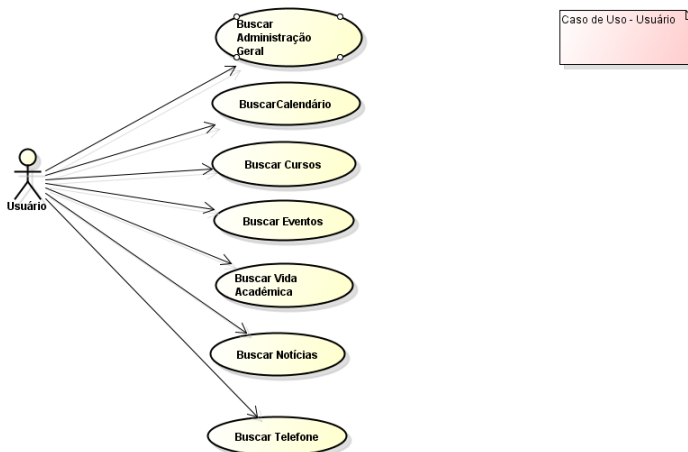 Buscar
Administração
Geral
Caso de Uso - Usuário
BuscarCalendário
Buscar Cursos
Usuário
Buscar Eventos
Buscar Vida
Acadêmica
Buscar Notícias
Buscar Telefone